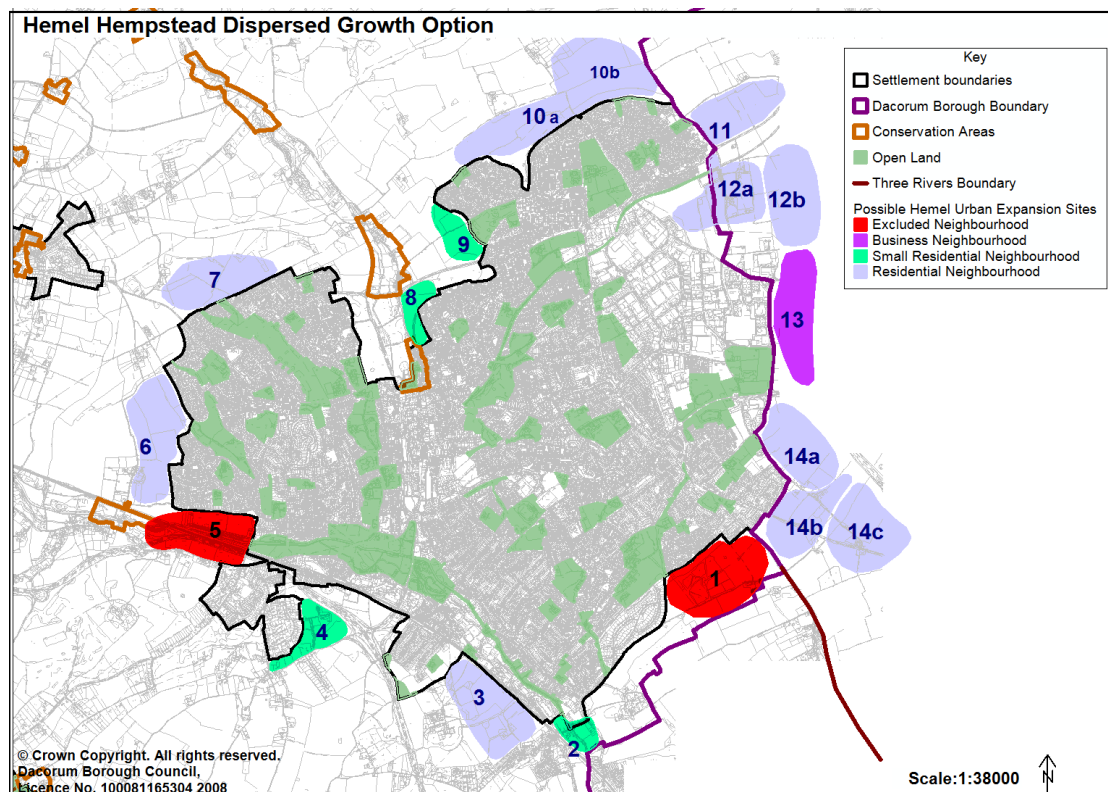 Hemel Hempstead Dispersed Growth Option
Key
Settlement boundaries
Dacorum Borough Boundary
Conservation Areas
Open Land
Three Rivers Boundary
Possible Hemel Urban Expansion Sites
Excluded Neighbourhood
Business Neighbourhood
Small Residential Neighbourhood
Residential Neighbourhood
10b
10 a
11
12a
12b
9
7
8
13
6
14a
5
14b
14c
1
4
3
2
© Crown Copyright. All rights reserved.
Dacorum Borough Council,
Licence No. 100081165304 2008
Scale:1:38000
N